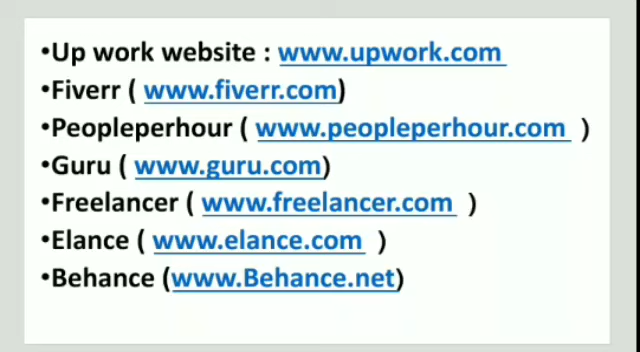 •Up work website : www.upwork.com
•Fiverr ( www.fiverr.com)
•Peopleperhour ( www.peopleperhour.com )
•Guru ( www.guru.com)
•Freelancer ( www.freelancer.com )
•Elance ( www.elance.com )
•Behance (www.Behance.net)